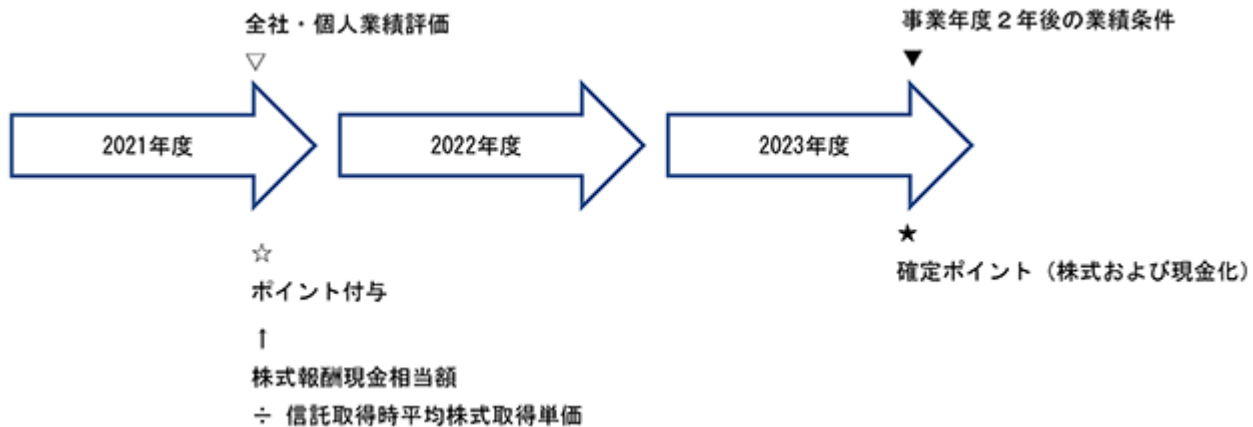 全社・個人業績評価
▽
事業年度２年後の業績条件
▼
2021年度
2022年度
2023年度
☆
ポイント付与
↑
株式報酬現金相当額
÷ 信託取得時平均株式取得単価
★
確定ポイント（株式および現金化）